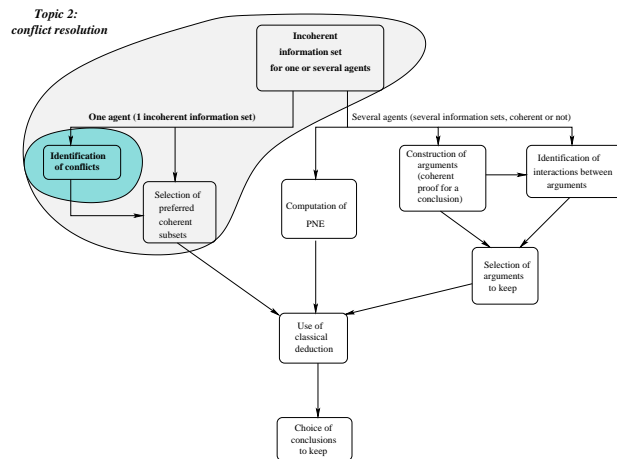 Topic 2:
conflict resolution
Incoherent
information set
for one or several agents
One agent (1 incoherent information set)
Several agents (several information sets, coherent or not)
Identification
of conflicts
Selection of
preferred
coherent
subsets
Computation of
PNE
Construction of
arguments
(coherent
proof for a
conclusion)
Identification of
interactions between
arguments
Selection of
arguments
to keep
Use of
classical
deduction
Choice of
conclusions
to keep